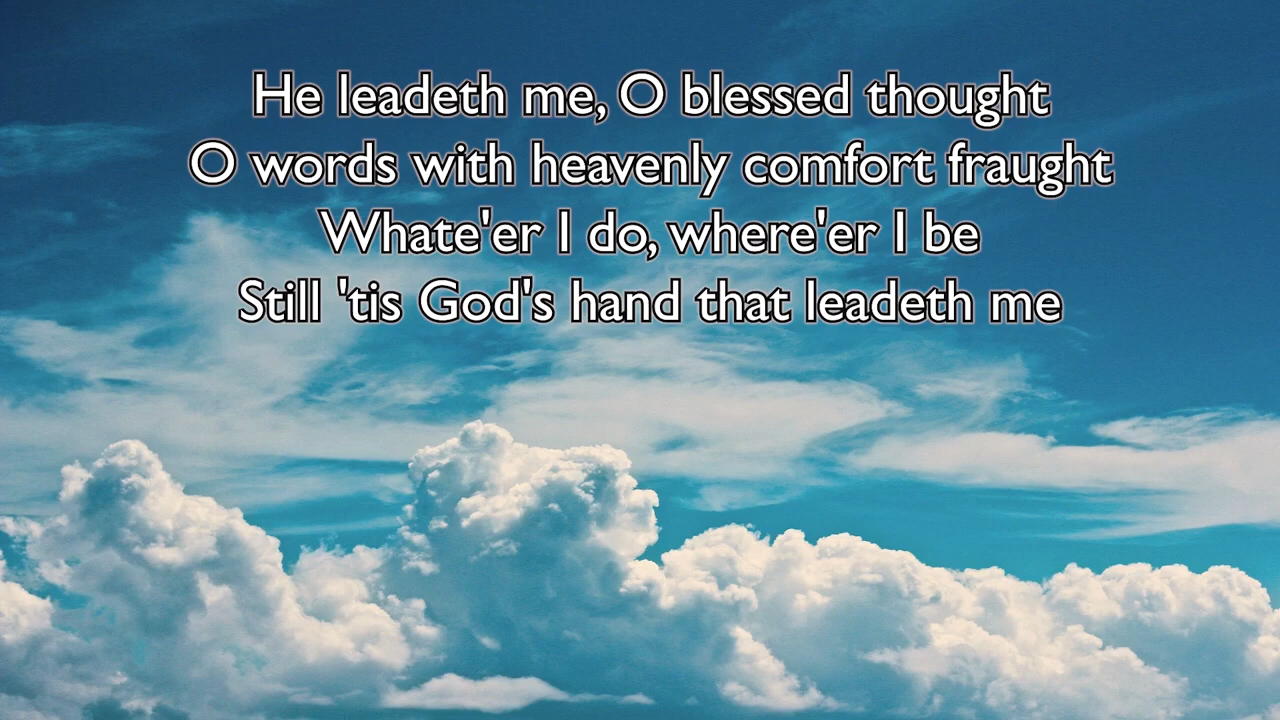 He leadeth me, O blessed thought
O words with heavenly comfort fraught
Whate'er I do, where'er I be
Still 'tis God's hand that leadeth me